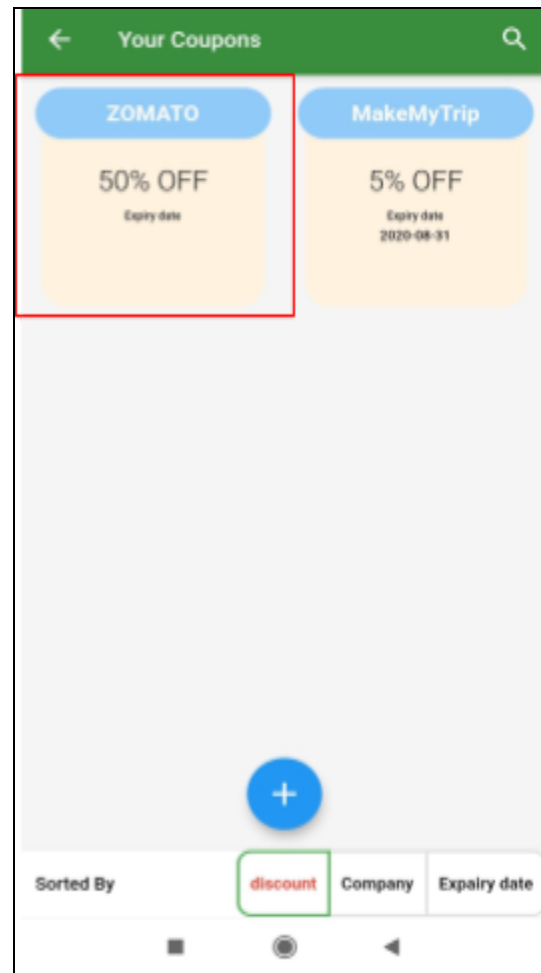 Your Coupons
ZOMATO
50% OFF
Expiry date
MakeMyTrip
5% OFF
Expiry date
2020-08-31
Sorted By
discount
Company
Expairy date